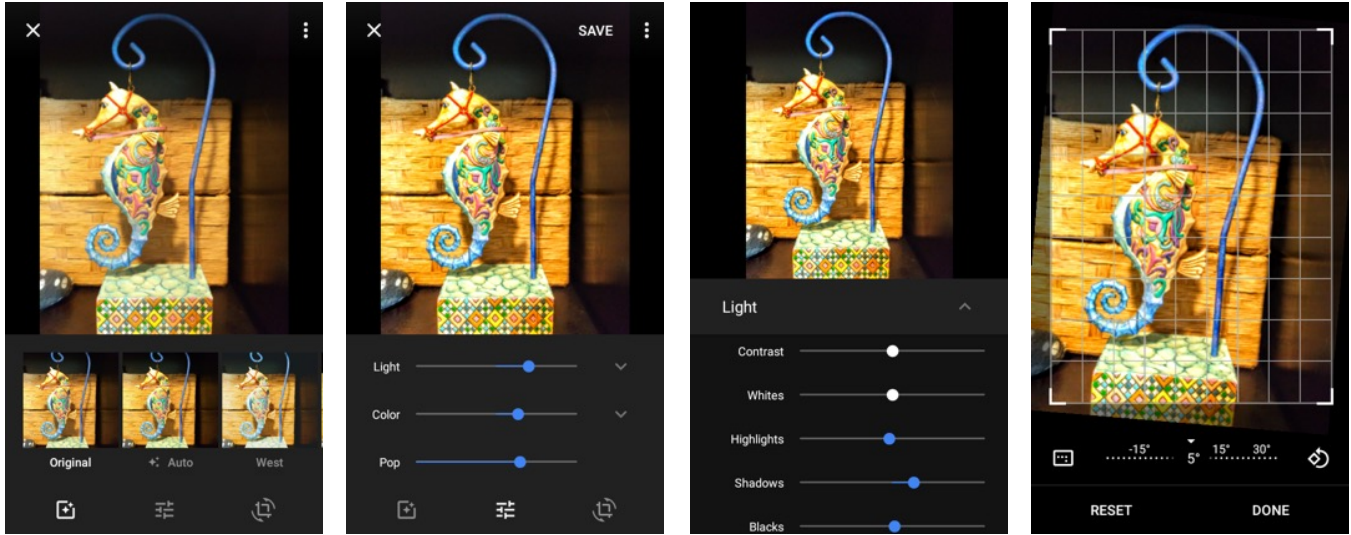 Original
Auto
West
SAVE
Light
Color
Pop
Light
Contrast
Whites
Highlights
Shadows
Blacks
-15°
5°
15°
30°
RESET
DONE